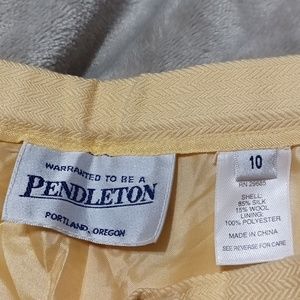 WARRANTED TO BE A
PENDLETON
PORTLAND, OREGON
10
RN 29685
SHELL:
85% SILK
15% WOOL
LINING:
100% POLYESTER
MADE IN CHINA
SEE REVERSE FOR CARE